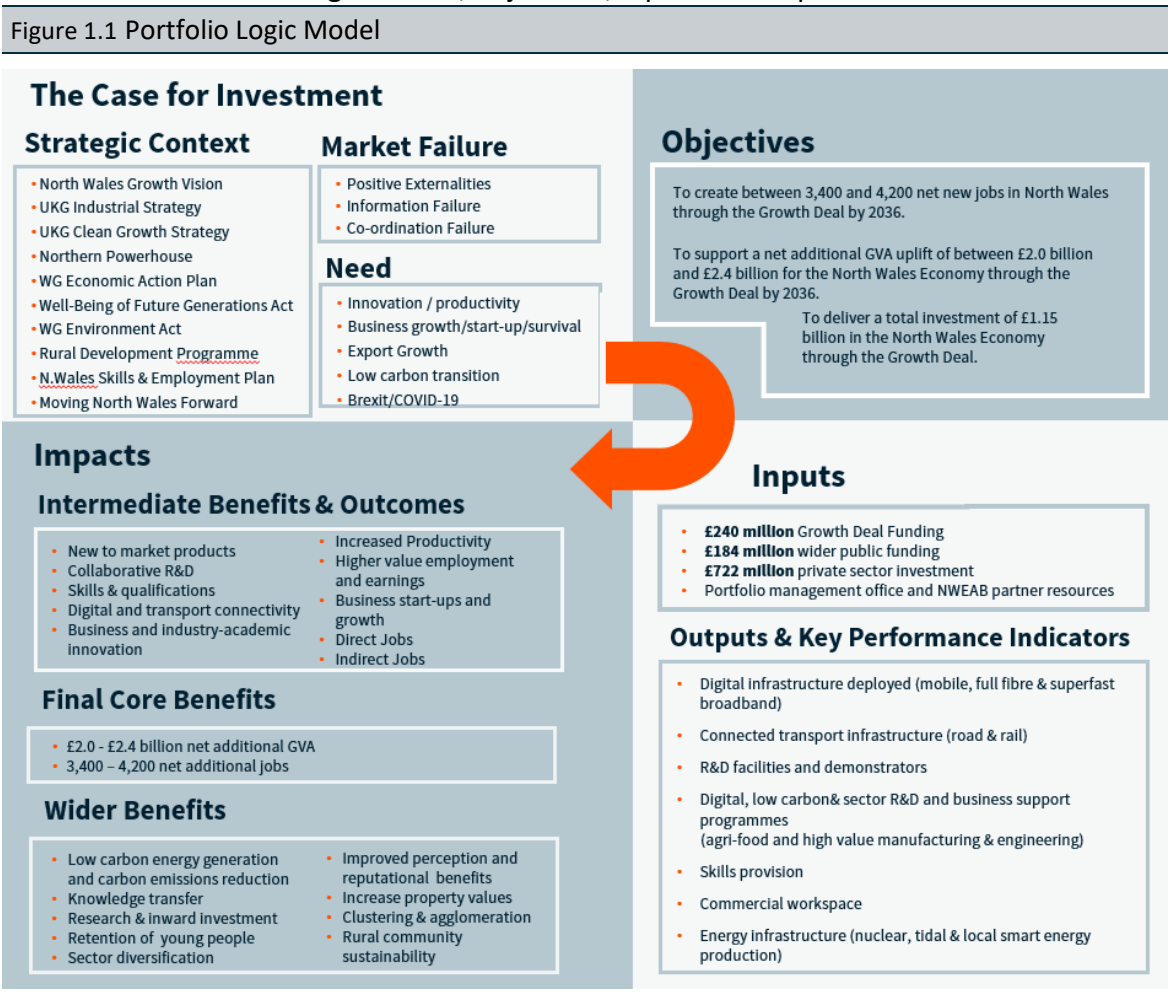 Figure 1.1 Portfolio Logic Model
The Case for Investment
Strategic Context
• North Wales Growth Vision
• UKG Industrial Strategy
• UKG Clean Growth Strategy
• Northern Powerhouse
• WG Economic Action Plan
• Well-Being of Future Generations Act
• WG Environment Act
• Rural Development Programme
• N.Wales Skills & Employment Plan
• Moving North Wales Forward
Market Failure
• Positive Externalities
• Information Failure
• Co-ordination Failure
Need
• Innovation / productivity
• Business growth/start-up/survival
• Export Growth
• Low carbon transition
• Brexit/COVID-19
Objectives
To create between 3,400 and 4,200 net new jobs in North Wales
through the Growth Deal by 2036.
To support a net additional GVA uplift of between £2.0 billion
and £2.4 billion for the North Wales Economy through the
Growth Deal by 2036.
To deliver a total investment of £1.15
billion in the North Wales Economy
through the Growth Deal.
Inputs
• £240 million Growth Deal Funding
• £184 million wider public funding
• £722 million private sector investment
• Portfolio management office and NWEAB partner resources
Outputs & Key Performance Indicators
• Digital infrastructure deployed (mobile, full fibre & superfast
broadband)
• Connected transport infrastructure (road & rail)
• R&D facilities and demonstrators
• Digital, low carbon& sector R&D and business support
programmes
(agri-food and high value manufacturing & engineering)
• Skills provision
• Commercial workspace
• Energy infrastructure (nuclear, tidal & local smart energy
production)
Impacts
Intermediate Benefits & Outcomes
• New to market products
• Collaborative R&D
• Skills & qualifications
• Digital and transport connectivity
• Business and industry-academic
innovation
• Increased Productivity
• Higher value employment
and earnings
• Business start-ups and
growth
• Direct Jobs
• Indirect Jobs
Final Core Benefits
• £2.0 - £2.4 billion net additional GVA
• 3,400 – 4,200 net additional jobs
Wider Benefits
• Low carbon energy generation
and carbon emissions reduction
• Knowledge transfer
• Research & inward investment
• Retention of young people
• Sector diversification
• Improved perception and
reputational benefits
• Increase property values
• Clustering & agglomeration
• Rural community
sustainability